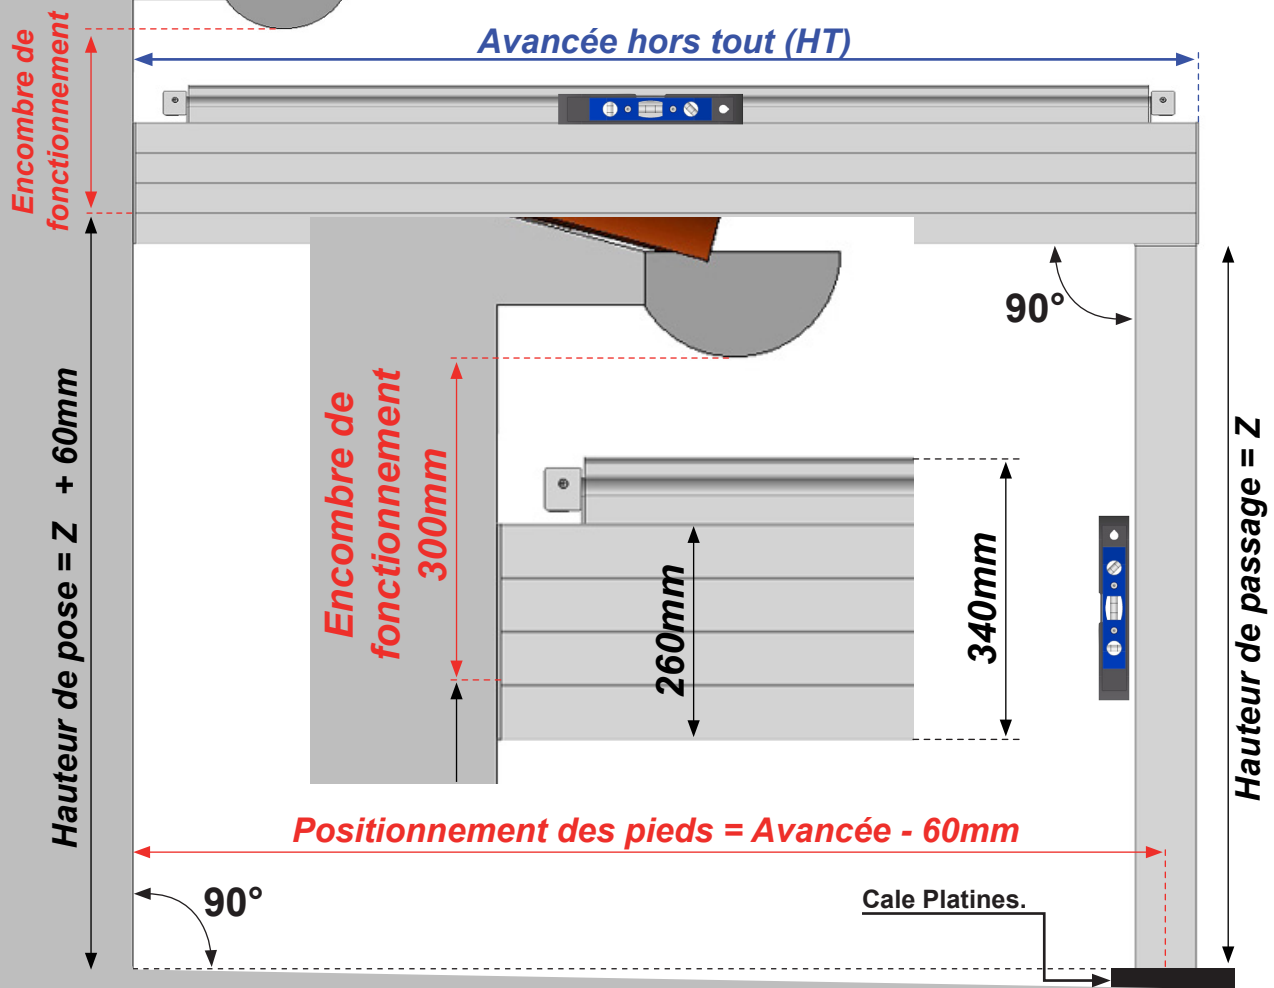 Encombre de
fonctionnement
Avancée hors tout (HT)
90°
Hauteur de pose = Z + 60mm
Encombre de
fonctionnement
300mm
260mm
340mm
Hauteur de passage = Z
Positionnement des pieds = Avancée - 60mm
90°
Cale Platines.